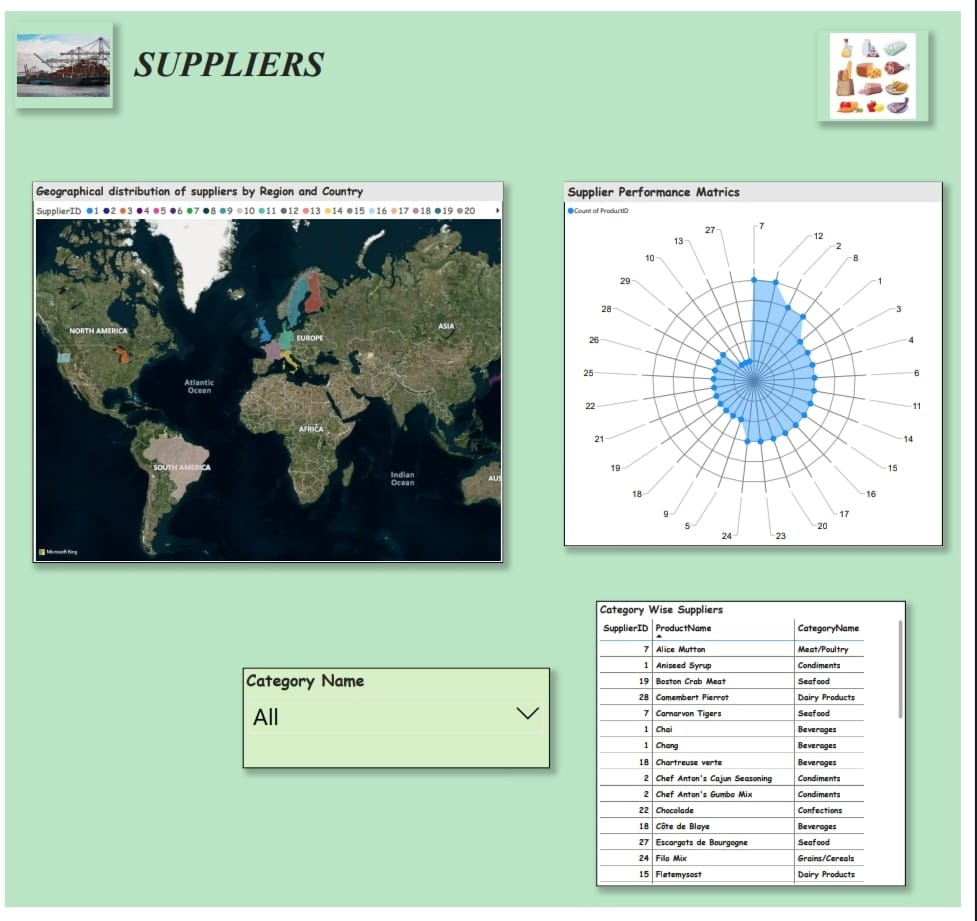 SUPPLIERS
Geographical distribution of suppliers by Region and Country
SupplierID 1 2 3 4 5 6 7 8 9 10 11 12 13 14 15 16 17 18 19 20
NORTH AMERICA
EUROPE
ASIA
Atlantic
Ocean
AFRICA
SOUTH AMERICA
Indian
Ocean
AUS
Microsoft Bing
Supplier Performance Matrics
Count of ProductID
7
12
2
8
1
3
4
6
11
14
15
16
17
20
23
24
5
9
18
19
21
22
25
26
28
29
10
13
27
Category Name
All
Category Wise Suppliers
SupplierID ProductName CategoryName
7 Alice Mutton Meat/Poultry
1 Aniseed Syrup Condiments
19 Boston Crab Meat Seafood
28 Camembert Pierrot Dairy Products
7 Carnarvon Tigers Seafood
1 Chai Beverages
1 Chang Beverages
18 Chartreuse verte Beverages
2 Chef Anton's Cajun Seasoning Condiments
2 Chef Anton's Gumbo Mix Condiments
22 Chocolade Confections
18 Côte de Blaye Beverages
27 Escargots de Bourgogne Seafood
24 Filo Mix Grains/Cereals
15 Fløtemysost Dairy Products